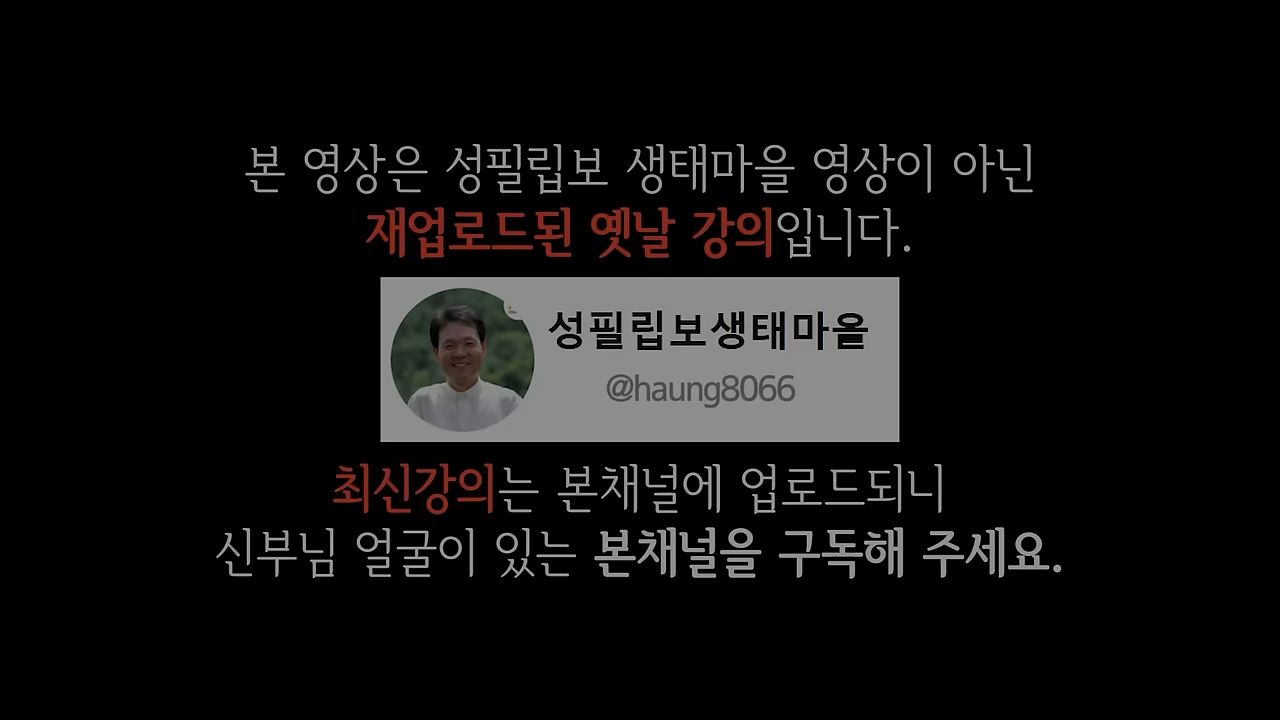 본 영상은 성필립보 생태마을 영상이 아닌
재업로드된 옛날 강의입니다.
성필립보생태마을
@haung8066
최신강의는 본채널에 업로드되니
신부님 얼굴이 있는 본채널을 구독해 주세요.